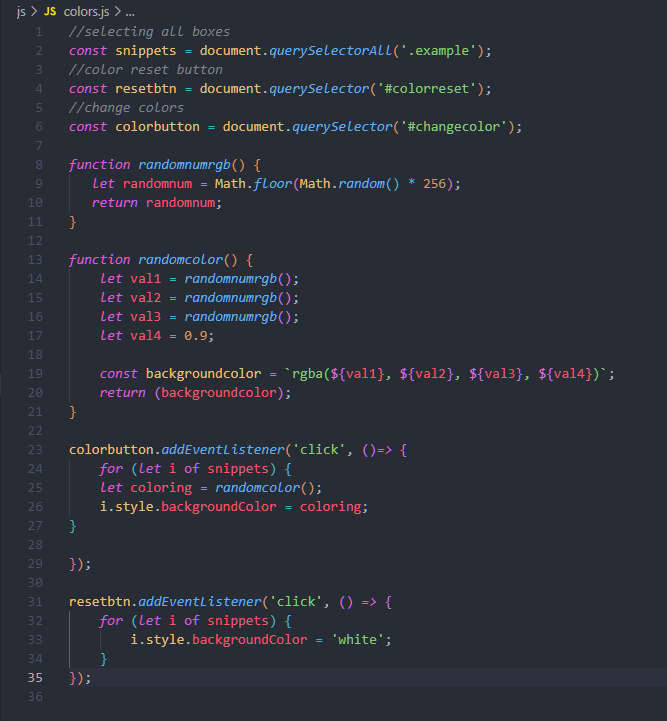 js > JS colors.js > ...
1 //selecting all boxes
2 const snippets = document.querySelectorAll('.example');
3 //color reset button
4 const resetbtn = document.querySelector('#colorreset');
5 //change colors
6 const colorbutton = document.querySelector('#changecolor');
7
8 function randomnumrgb() {
9    let randomnum = Math.floor(Math.random() * 256);
10    return randomnum;
11 }
12
13 function randomcolor() {
14     let val1 = randomnumrgb();
15     let val2 = randomnumrgb();
16     let val3 = randomnumrgb();
17     let val4 = 0.9;
18
19     const backgroundcolor = `rgba(${val1}, ${val2}, ${val3}, ${val4})`;
20     return (backgroundcolor);
21 }
22
23 colorbutton.addEventListener('click', ()=> {
24     for (let i of snippets) {
25     let coloring = randomcolor();
26     i.style.backgroundColor = coloring;
27 }
28
29 });
30
31 resetbtn.addEventListener('click', () => {
32     for (let i of snippets) {
33         i.style.backgroundColor = 'white';
34     }
35 });
36